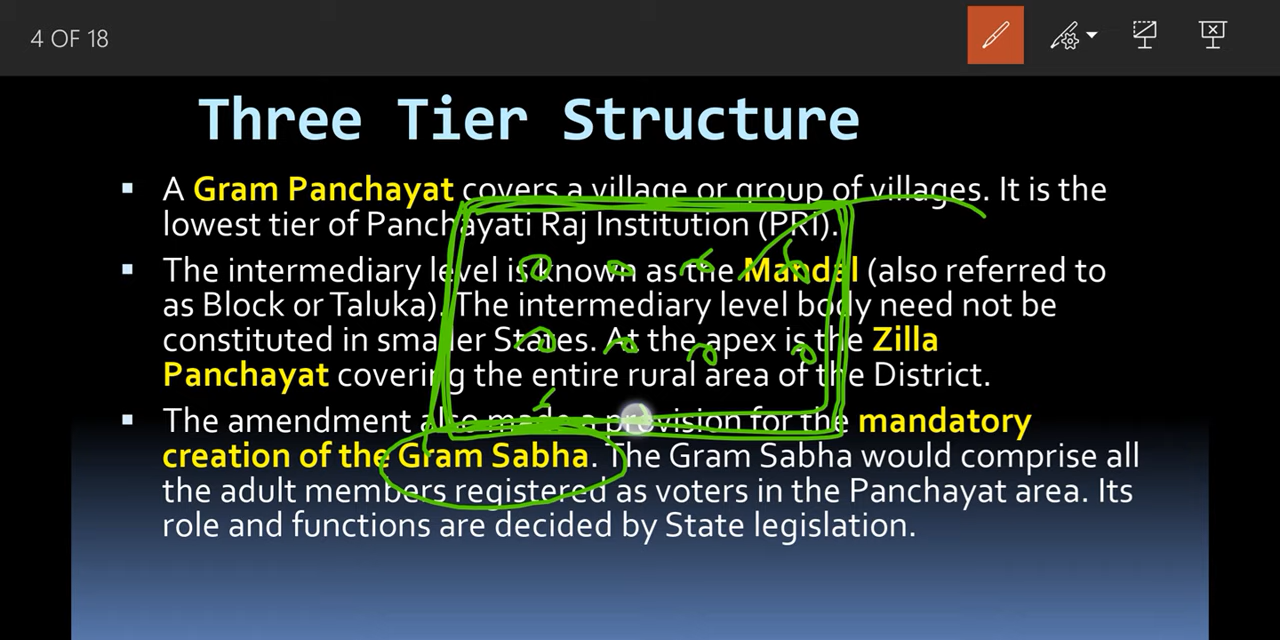 4 OF 18
Three Tier Structure
A Gram Panchayat covers a village or group of villages. It is the
lowest tier of Panchayati Raj Institution (PRI).
The intermediary level is known as the Mandal (also referred to
as Block or Taluka). The intermediary level body need not be
constituted in smaller States. At the apex is the Zilla
Panchayat covering the entire rural area of the District.
The amendment also made a provision for the mandatory
creation of the Gram Sabha. The Gram Sabha would comprise all
the adult members registered as voters in the Panchayat area. Its
role and functions are decided by State legislation.